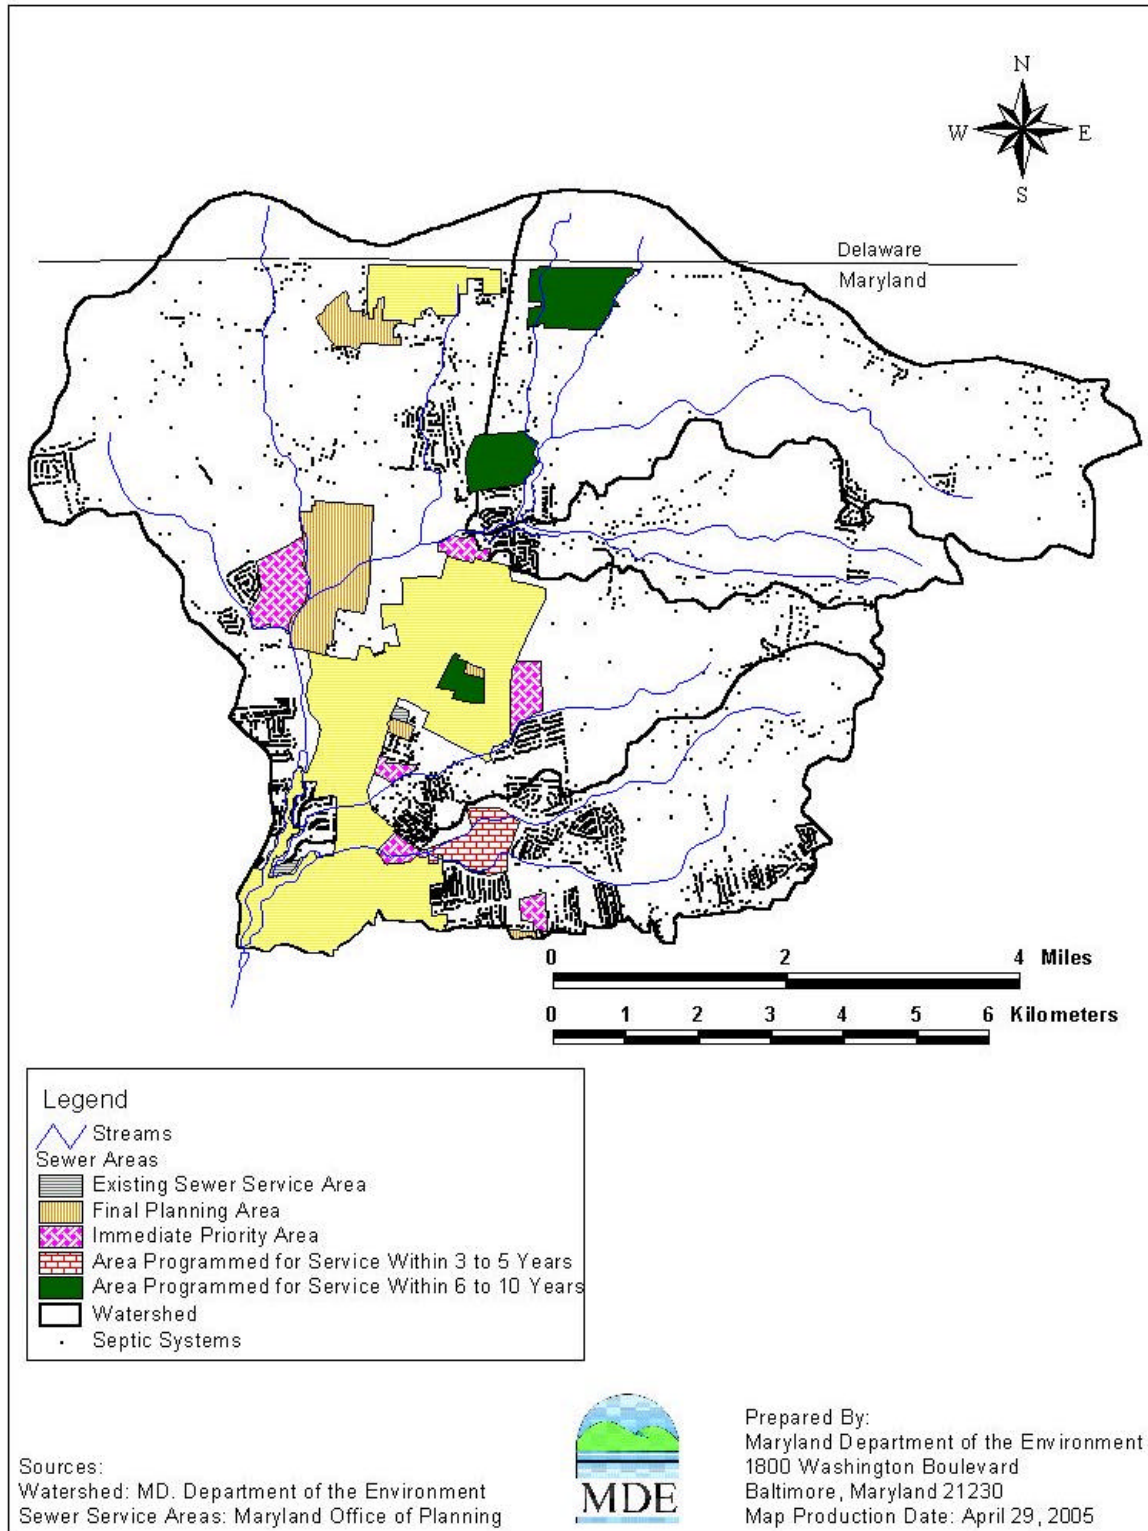 N
W E
S
Delaware
Maryland
0 2 4 Miles
0 1 2 3 4 5 6 Kilometers
Legend
Streams
Sewer Areas
Existing Sewer Service Area
Final Planning Area
Immediate Priority Area
Area Programmed for Service Within 3 to 5 Years
Area Programmed for Service Within 6 to 10 Years
Watershed
Septic Systems
Sources:
Watershed: MD. Department of the Environment
Sewer Service Areas: Maryland Office of Planning
MDE
Prepared By:
Maryland Department of the Environment
1800 Washington Boulevard
Baltimore, Maryland 21230
Map Production Date: April 29, 2005